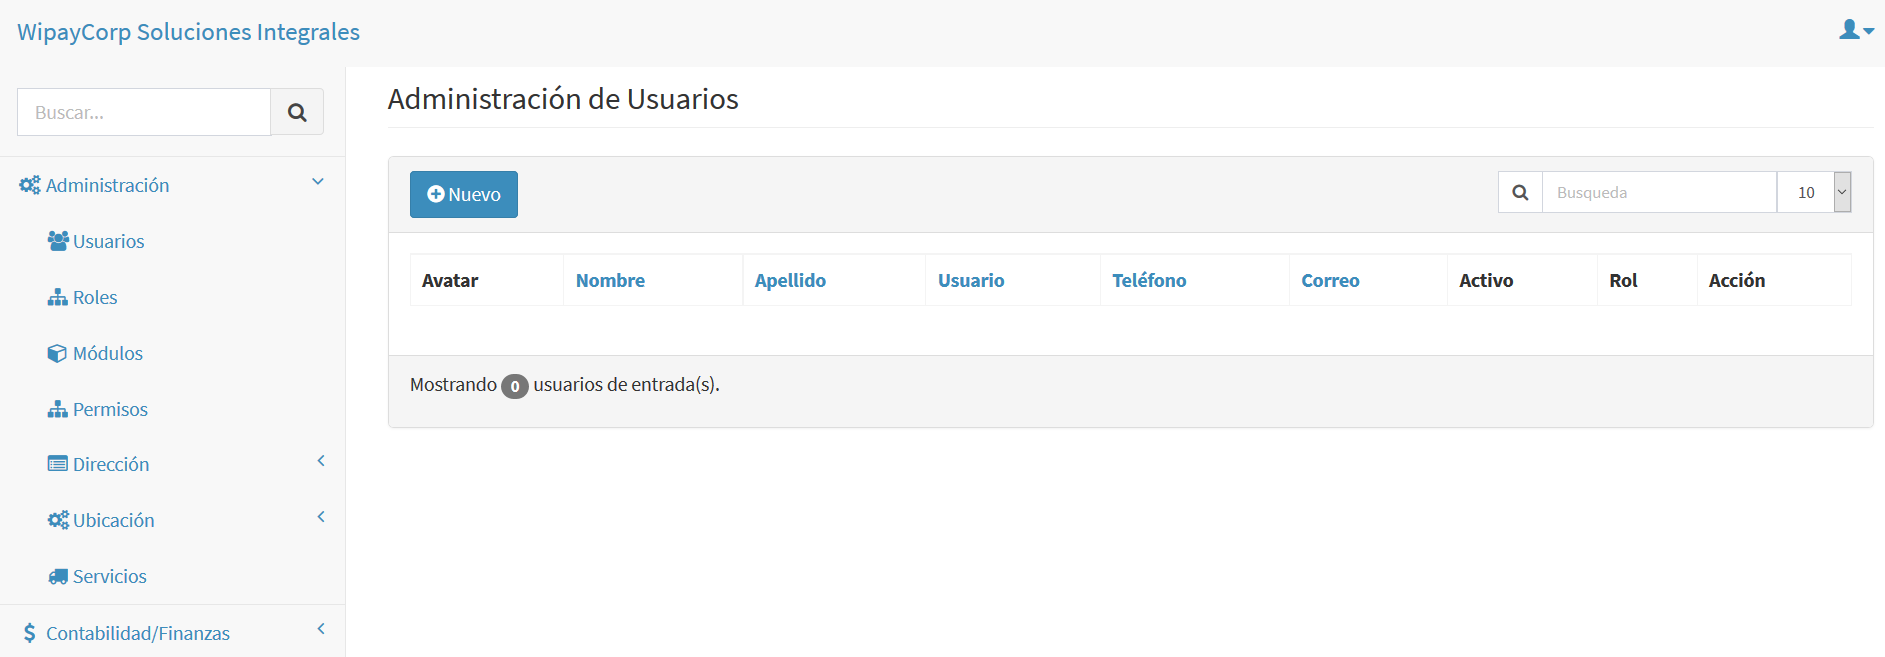 WipayCorp Soluciones Integrales
Buscar...
Administración
Usuarios
Roles
Módulos
Permisos
Dirección
Ubicación
Servicios
Contabilidad/Finanzas
Administración de Usuarios
Nuevo
Busqueda 10
Avatar Nombre Apellido Usuario Teléfono Correo Activo Rol Acción
Mostrando 0 usuarios de entrada(s).